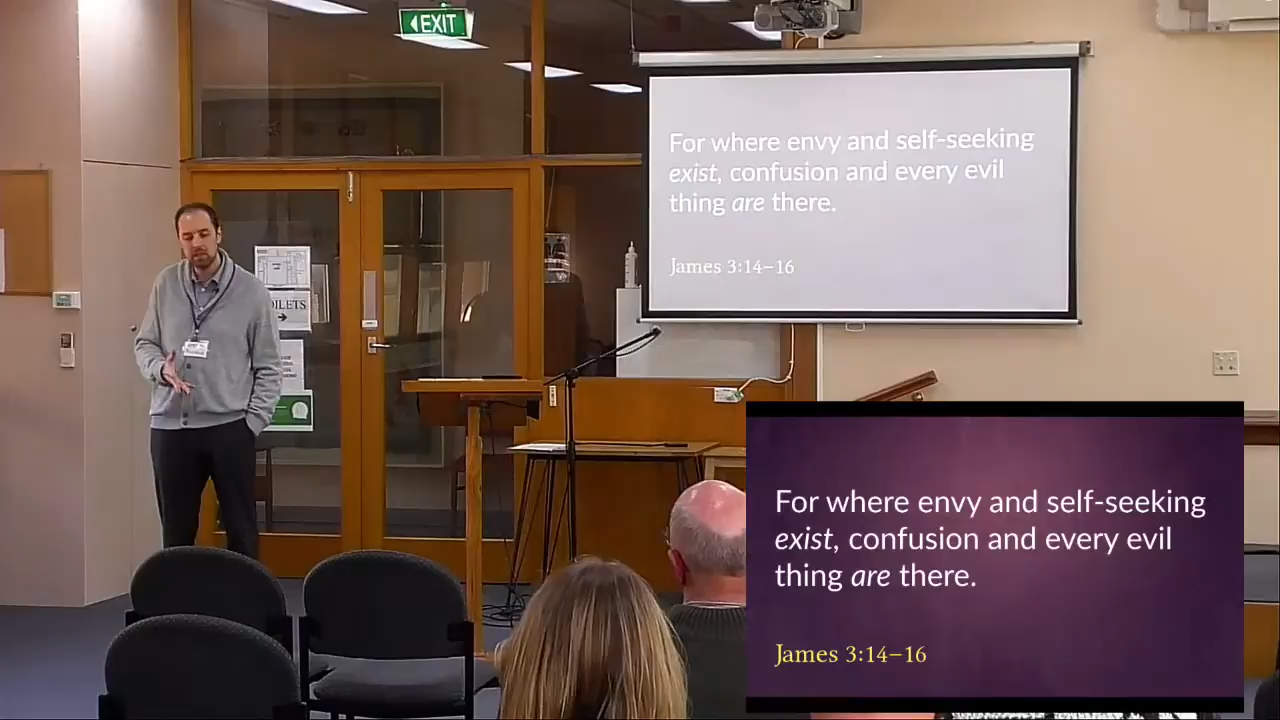 EXIT
For where envy and self-seeking
exist, confusion and every evil
thing are there.
James 3:14–16
OILETS
For where envy and self-seeking
exist, confusion and every evil
thing are there.
James 3:14–16